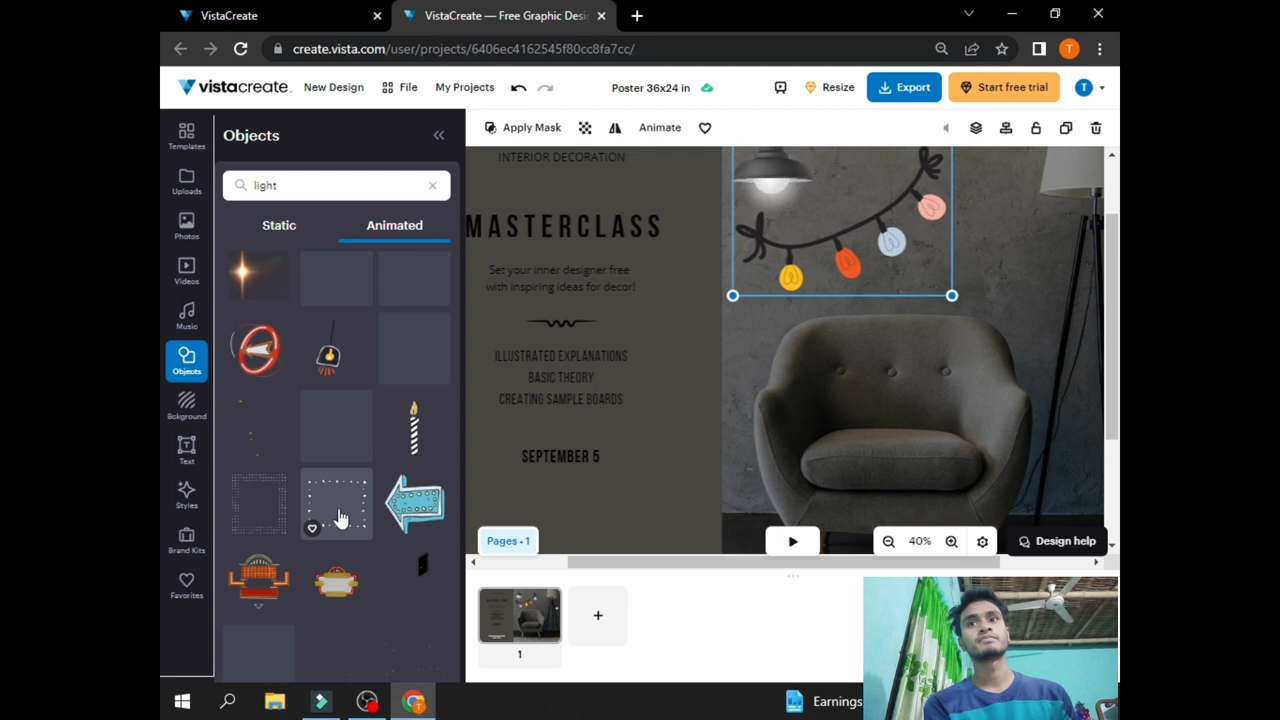 VistaCreate
VistaCreate — Free Graphic Desi
create.vista.com/user/projects/6406ec4162545f80cc8fa7cc/
T
vistacreate
New Design
File
My Projects
Poster 36x24 in
Resize
Export
Start free trial
T
Templates
Uploads
Photos
Videos
Music
Objects
Bckground
Text
Styles
Brand Kits
Favorites
Objects
light
Static
Animated
Apply Mask
Animate
INTERIOR DECORATION
MASTERCLASS
Set your inner designer free
with inspiring ideas for decor!
ILLUSTRATED EXPLANATIONS
BASIC THEORY
CREATING SAMPLE BOARDS
SEPTEMBER 5
Pages • 1
40%
Design help
1
Earnings